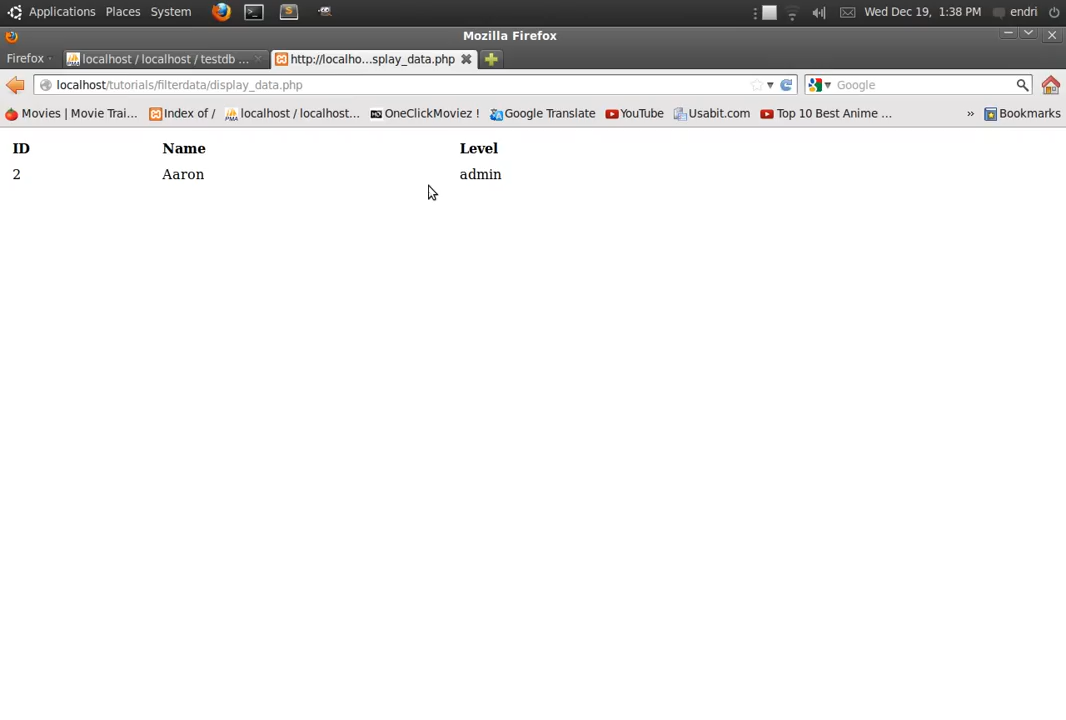 Applications Places System Wed Dec 19, 1:38 PM endri
Mozilla Firefox
Firefox localhost / localhost / testdb ... http://localho...splay_data.php
localhost/tutorials/filterdata/display_data.php Google
Movies | Movie Trai... Index of / localhost / localhost... OneClickMoviez ! Google Translate YouTube Usabit.com Top 10 Best Anime ... » Bookmarks
ID Name Level
2 Aaron admin